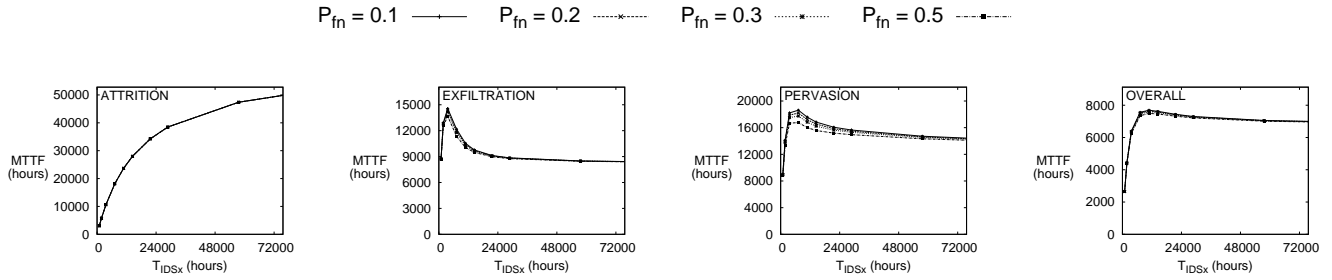 P_fn = 0.1 P_fn = 0.2 P_fn = 0.3 P_fn = 0.5
ATTRITION
50000
40000
30000
20000
10000
0
MTTF
(hours)
0 24000 48000 72000
T_IDSx (hours)
EXFILTRATION
15000
12000
9000
6000
3000
0
MTTF
(hours)
0 24000 48000 72000
T_IDSx (hours)
PERVASION
20000
16000
12000
8000
4000
0
MTTF
(hours)
0 24000 48000 72000
T_IDSx (hours)
OVERALL
8000
6000
4000
2000
0
MTTF
(hours)
0 24000 48000 72000
T_IDSx (hours)